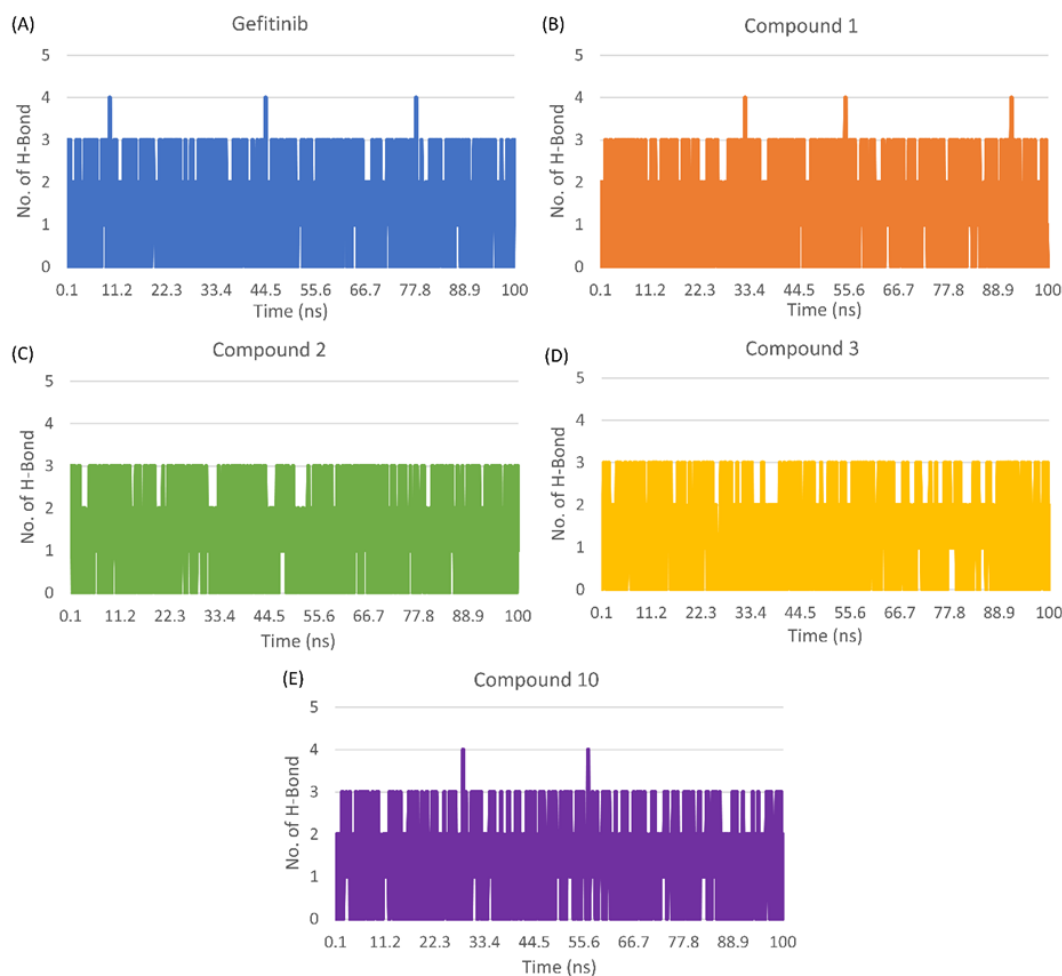 (A)
Gefitinib
No. of H-Bond
5
4
3
2
1
0
0.1 11.2 22.3 33.4 44.5 55.6 66.7 77.8 88.9 100
Time (ns)
(B)
Compound 1
No. of H-Bond
5
4
3
2
1
0
0.1 11.2 22.3 33.4 44.5 55.6 66.7 77.8 88.9 100
Time (ns)
(C)
Compound 2
No. of H-Bond
5
4
3
2
1
0
0.1 11.2 22.3 33.4 44.5 55.6 66.7 77.8 88.9 100
Time (ns)
(D)
Compound 3
No. of H-Bond
5
4
3
2
1
0
0.1 11.2 22.3 33.4 44.5 55.6 66.7 77.8 88.9 100
Time (ns)
(E)
Compound 10
No. of H-Bond
5
4
3
2
1
0
0.1 11.2 22.3 33.4 44.5 55.6 66.7 77.8 88.9 100
Time (ns)